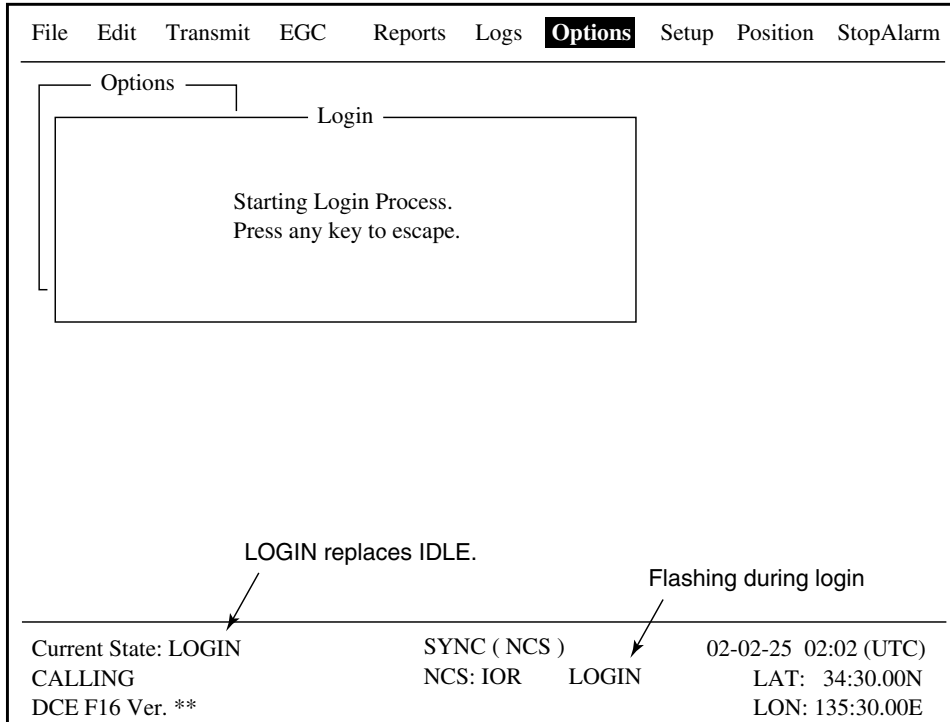 File Edit Transmit EGC Reports Logs Options Setup Position StopAlarm
Options
Login
Starting Login Process.
Press any key to escape.
LOGIN replaces IDLE.
Flashing during login
Current State: LOGIN SYNC ( NCS ) 02-02-25 02:02 (UTC)
CALLING NCS: IOR LOGIN LAT: 34:30.00N
DCE F16 Ver. ** LON: 135:30.00E